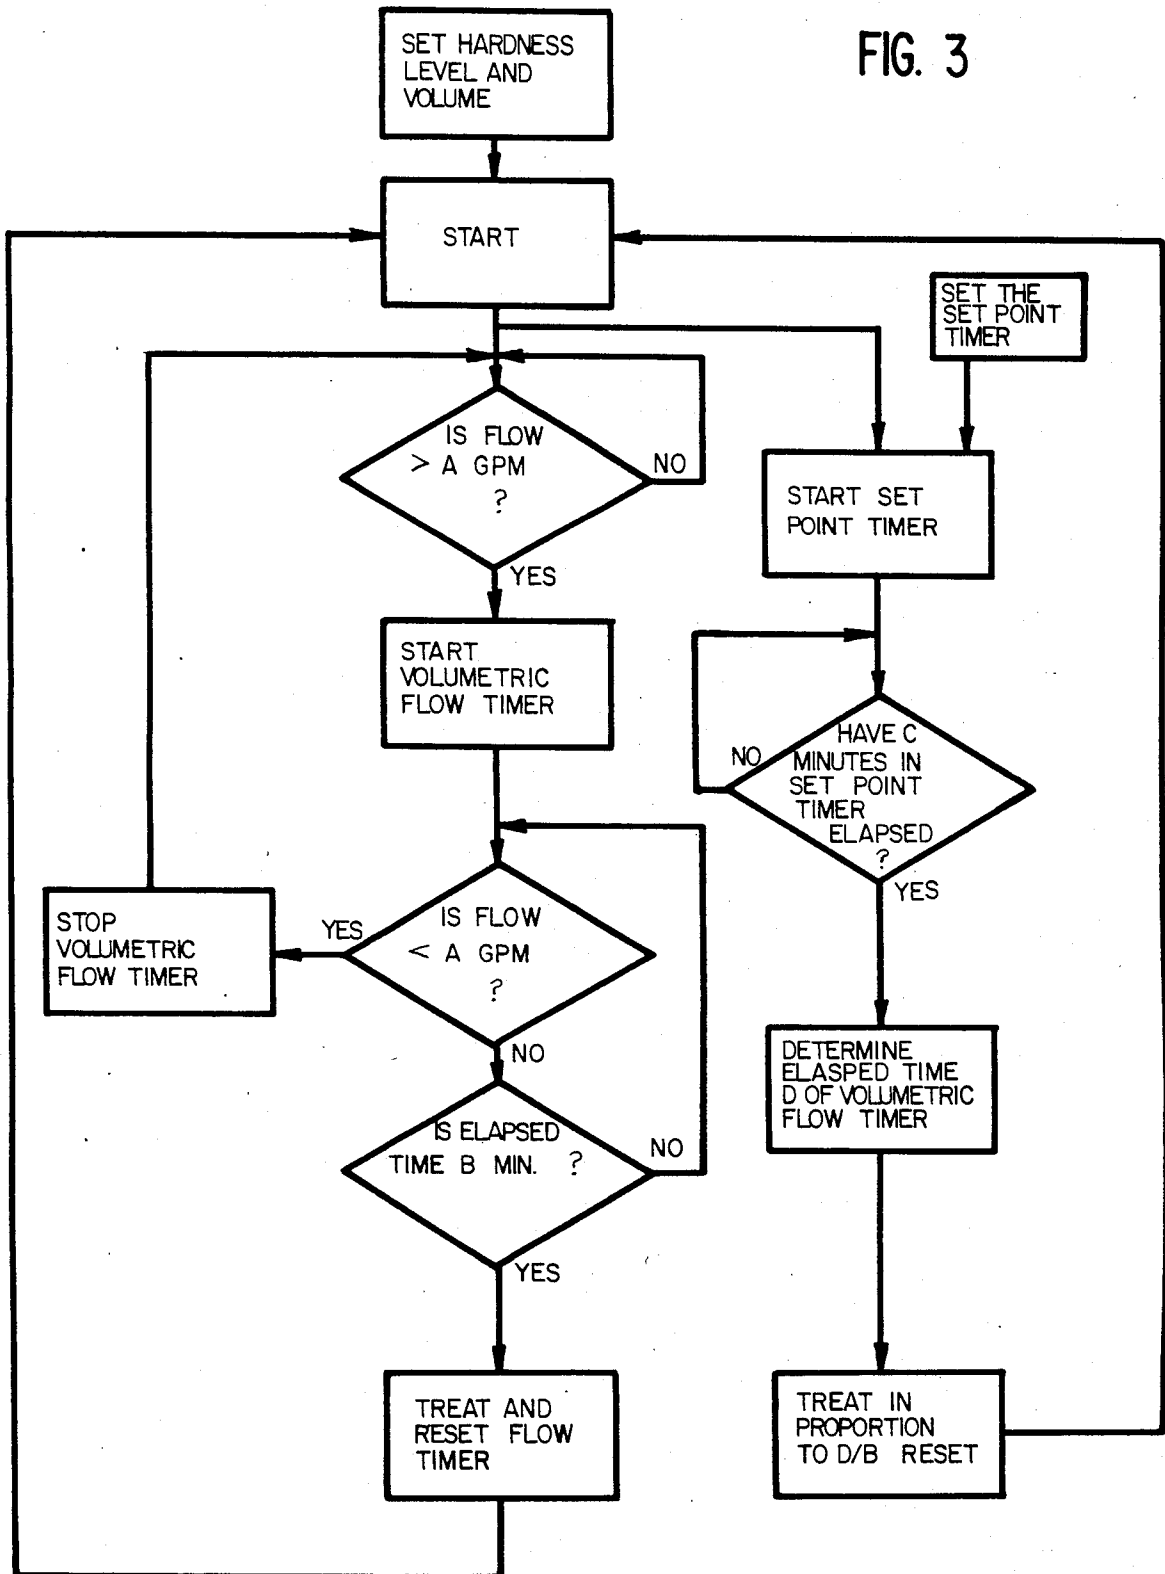 FIG. 3
SET HARDNESS
LEVEL AND
VOLUME
START
SET THE
SET POINT
TIMER
IS FLOW
> A GPM
?
NO
YES
START SET
POINT TIMER
START
VOLUMETRIC
FLOW TIMER
HAVE C
MINUTES IN
SET POINT
TIMER
ELAPSED
?
NO
YES
IS FLOW
< A GPM
?
YES
NO
STOP
VOLUMETRIC
FLOW TIMER
DETERMINE
ELASPED TIME
D OF VOLUMETRIC
FLOW TIMER
IS ELAPSED
TIME B MIN. ?
NO
YES
TREAT AND
RESET FLOW
TIMER
TREAT IN
PROPORTION
TO D/B RESET